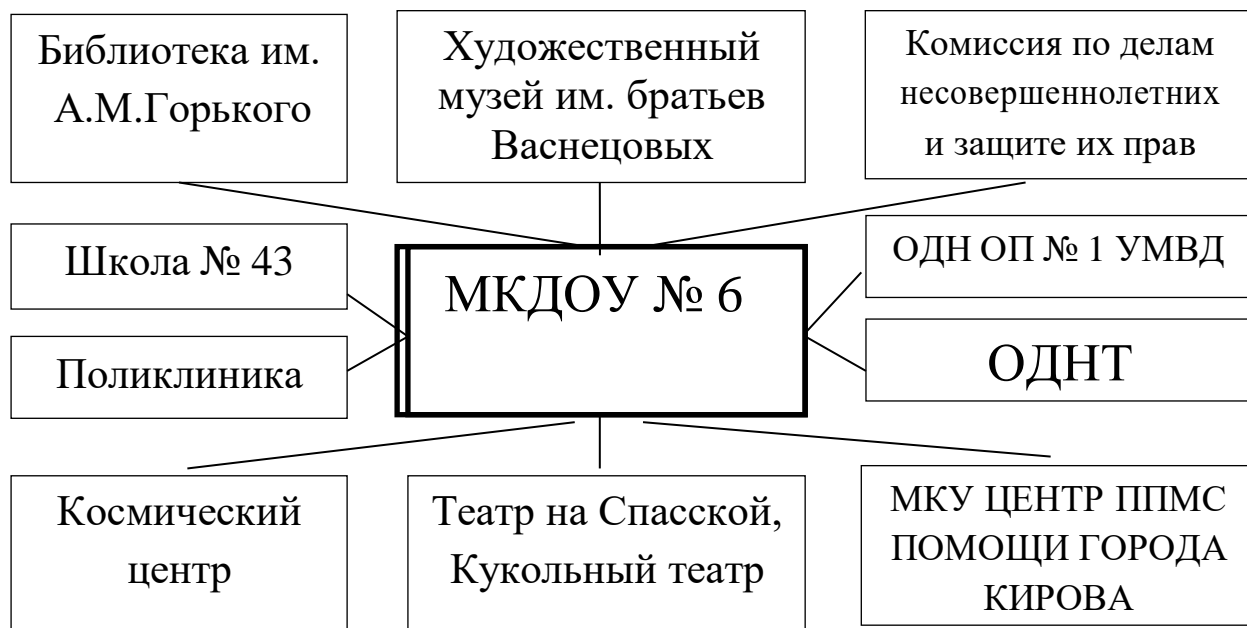 Библиотека им.
А.М.Горького
Художественный
музей им. братьев
Васнецовых
Комиссия по делам
несовершеннолетних
и защите их прав
Школа № 43
МКДОУ № 6
ОДН ОП № 1 УМВД
Поликлиника
ОДНТ
Космический
центр
Театр на Спасской,
Кукольный театр
МКУ ЦЕНТР ППМС
ПОМОЩИ ГОРОДА
КИРОВА